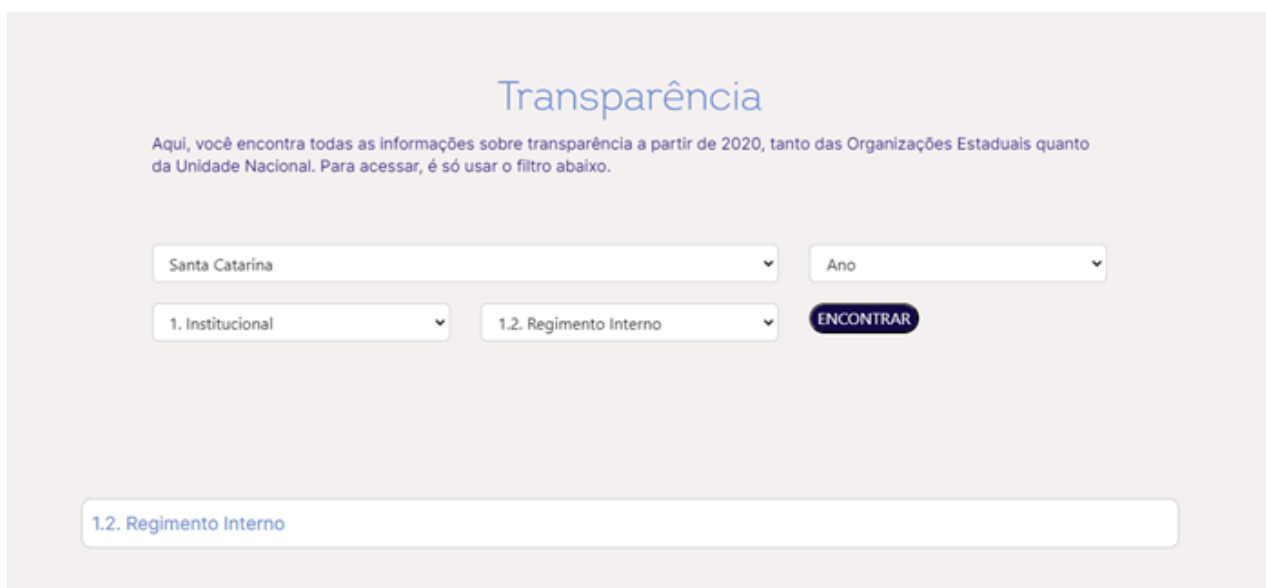 Transparência
Aqui, você encontra todas as informações sobre transparência a partir de 2020, tanto das Organizações Estaduais quanto
da Unidade Nacional. Para acessar, é só usar o filtro abaixo.
Santa Catarina
Ano
1. Institucional
1.2. Regimento Interno
ENCONTRAR
1.2. Regimento Interno